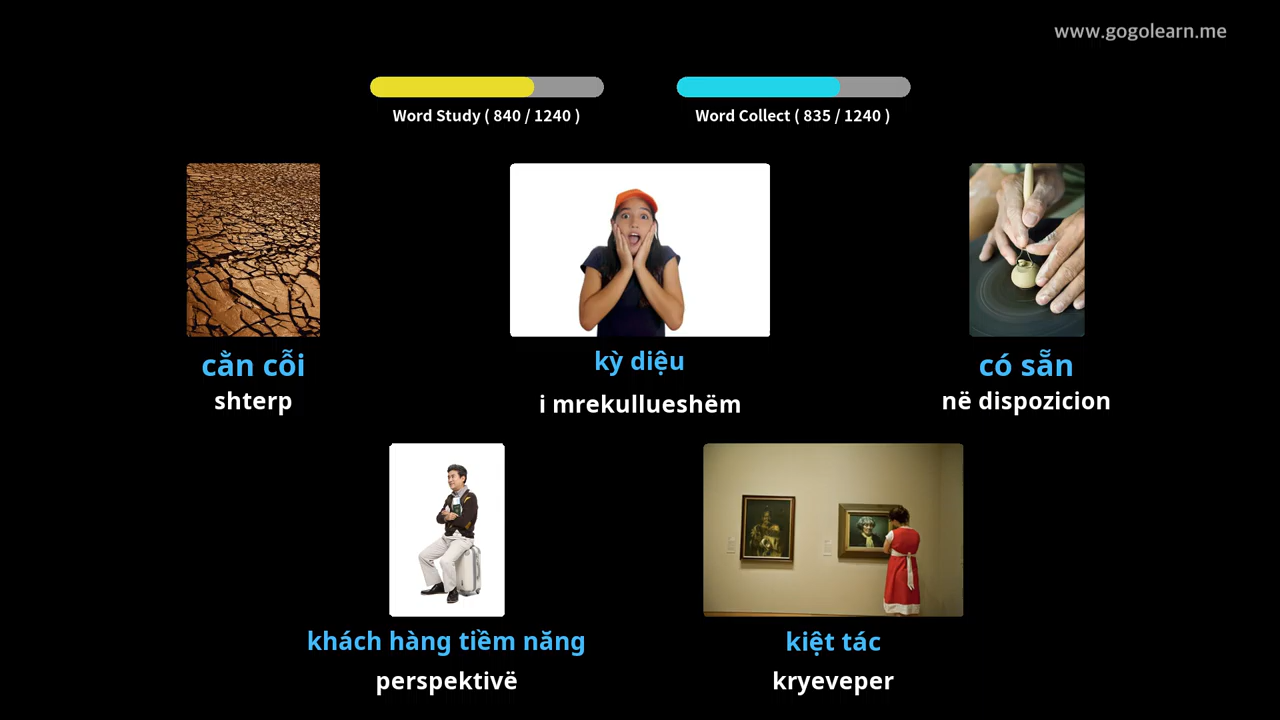 www.gogolearn.me
Word Study ( 840 / 1240 )
Word Collect ( 835 / 1240 )
cằn cỗi
shterp
kỳ diệu
i mrekullueshëm
có sẵn
në dispozicion
khách hàng tiềm năng
perspektivë
kiệt tác
kryeveper